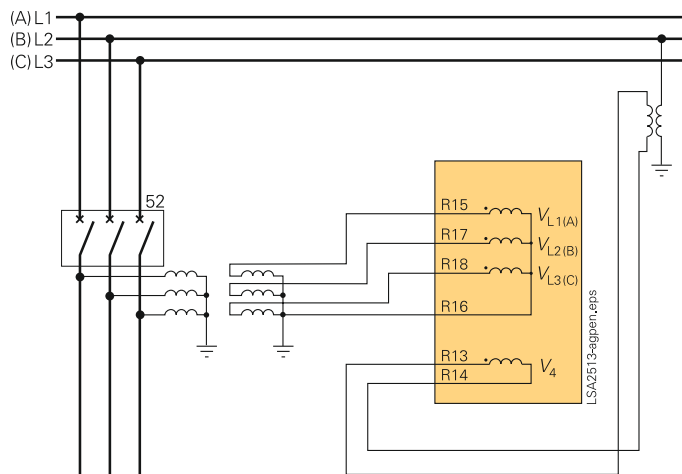 (A) L1
(B) L2
(C) L3
52
R15 VL1(A)
R17 VL2(B)
R18 VL3(C)
R16
R13 V4
R14
LSA2513-agpen.eps